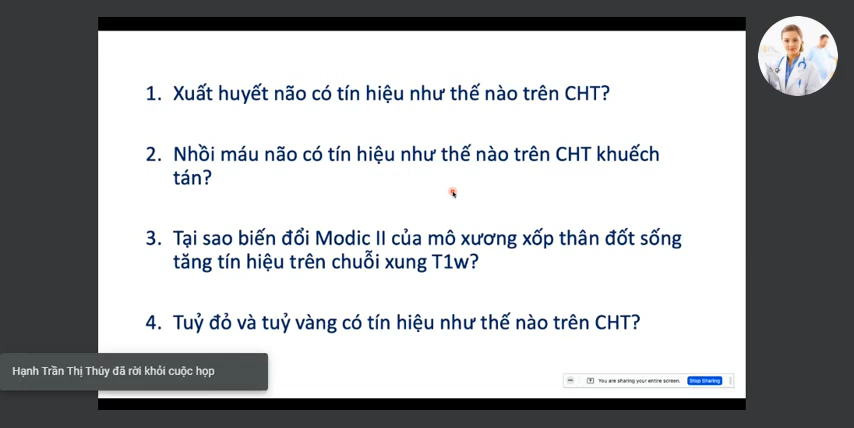 1. Xuất huyết não có tín hiệu như thế nào trên CHT?
2. Nhồi máu não có tín hiệu như thế nào trên CHT khuếch
tán?
3. Tại sao biến đổi Modic II của mô xương xốp thân đốt sống
tăng tín hiệu trên chuỗi xung T1w?
4. Tuỷ đỏ và tuỷ vàng có tín hiệu như thế nào trên CHT?
Hạnh Trần Thị Thúy đã rời khỏi cuộc họp
You are sharing your entire screen. Stop Sharing